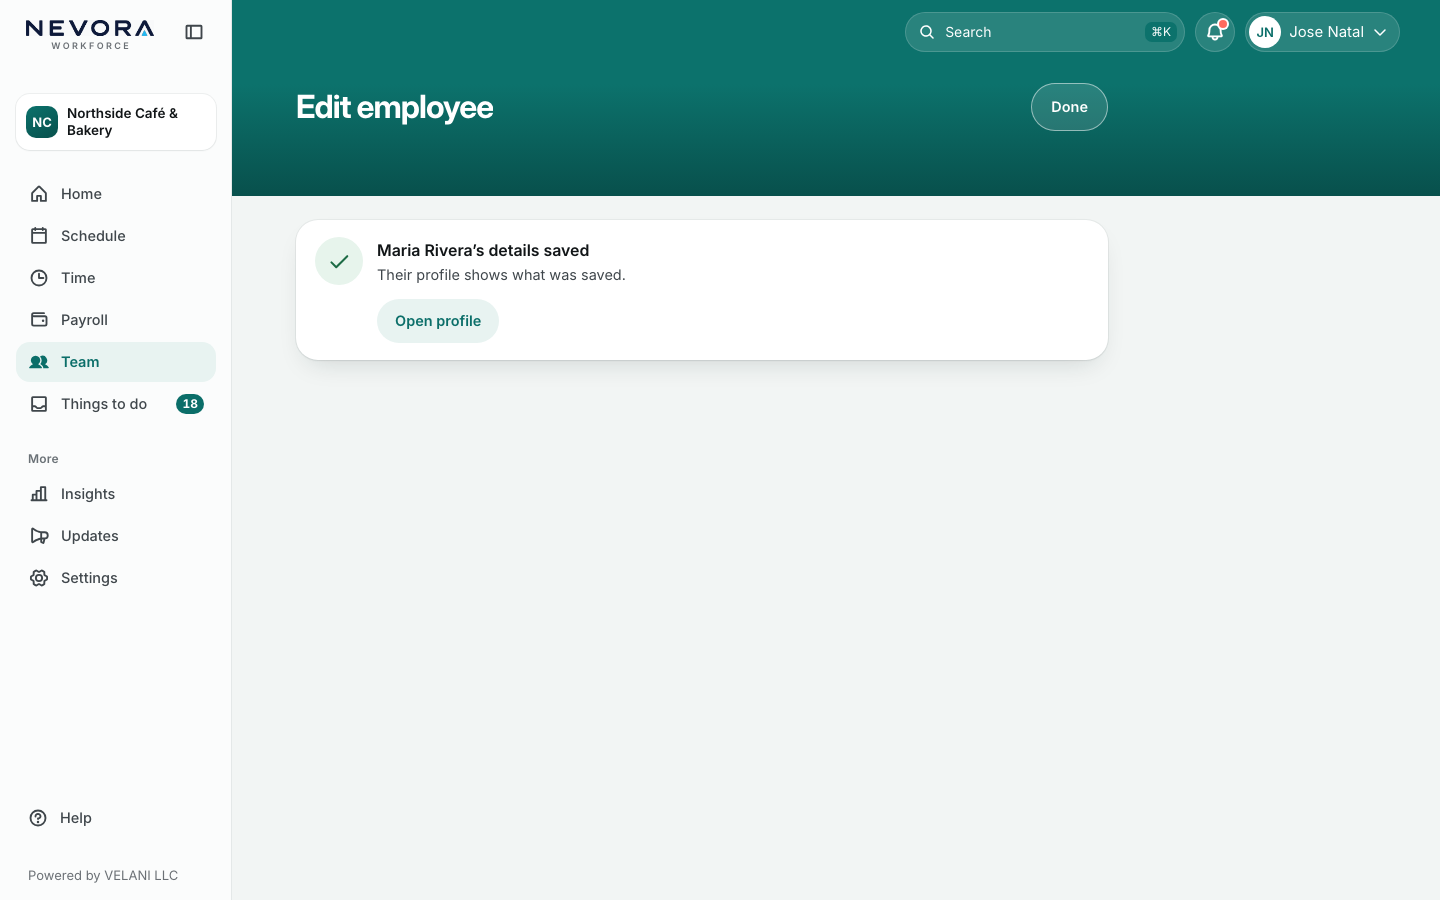 NEVORA
WORKFORCE
Search
⌘K
JN
Jose Natal
NC
Northside Café &
Bakery
Edit employee
Done
Home
Schedule
Time
Payroll
Team
Things to do
18
More
Insights
Updates
Settings
Maria Rivera’s details saved
Their profile shows what was saved.
Open profile
Help
Powered by VELANI LLC